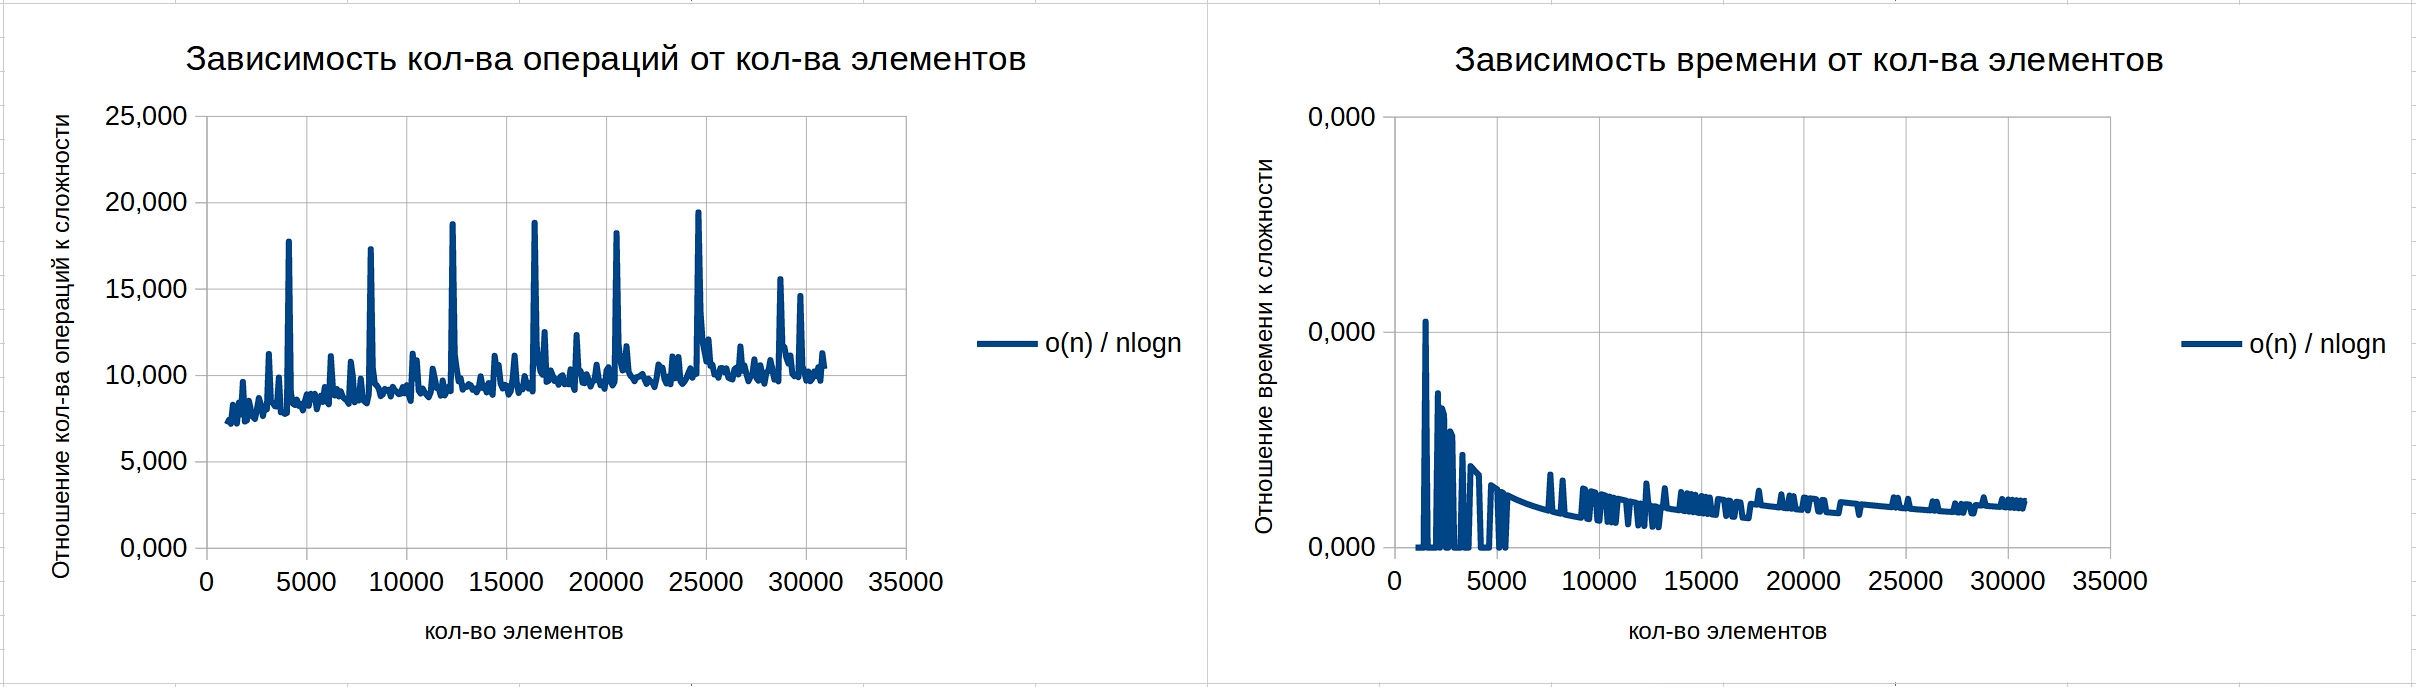 Зависимость кол-ва операций от кол-ва элементов
Отношение кол-ва операций к сложности
25,000
20,000
15,000
10,000
5,000
0,000
0 5000 10000 15000 20000 25000 30000 35000
кол-во элементов
o(n) / nlogn
Зависимость времени от кол-ва элементов
Отношение времени к сложности
0,000
0,000
0,000
0 5000 10000 15000 20000 25000 30000 35000
кол-во элементов
o(n) / nlogn